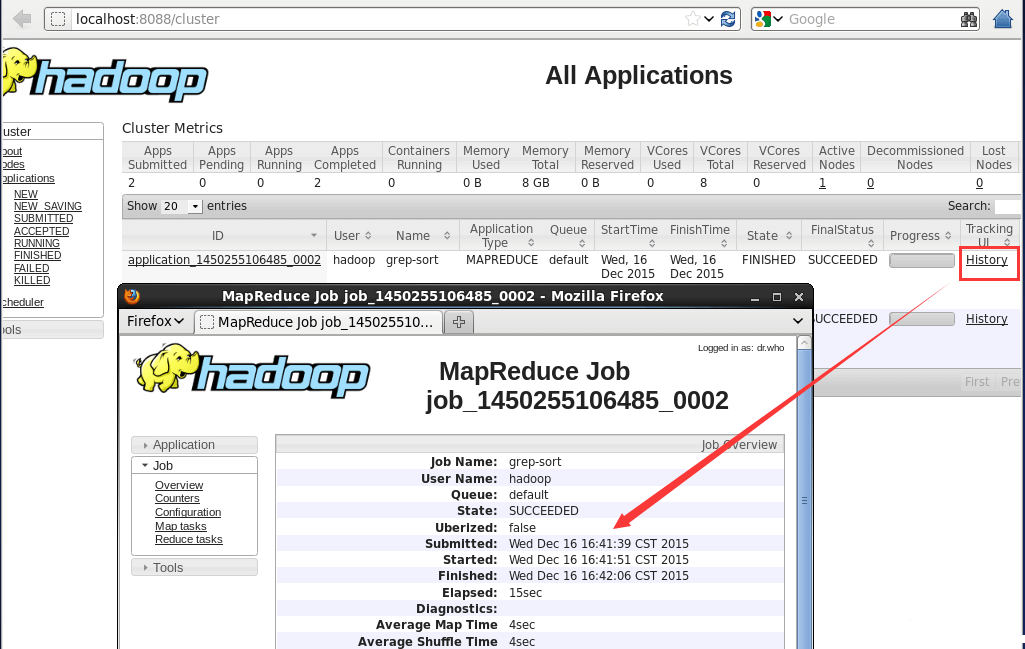 localhost:8088/cluster
Google
hadoop
All Applications
uster
bout
odes
pplications
NEW
NEW_SAVING
SUBMITTED
ACCEPTED
RUNNING
FINISHED
FAILED
KILLED
cheduler
ools
Cluster Metrics
Apps Submitted Apps Pending Apps Running Apps Completed Containers Running Memory Used Memory Total Memory Reserved VCores Used VCores Total VCores Reserved Active Nodes Decommissioned Nodes Lost Nodes
2 0 0 2 0 0 B 8 GB 0 B 0 8 0 1 0 0
Show 20 entries Search:
ID User Name Application Type Queue StartTime FinishTime State FinalStatus Progress Tracking UI
application_1450255106485_0002 hadoop grep-sort MAPREDUCE default Wed, 16 Dec 2015 Wed, 16 Dec 2015 FINISHED SUCCEEDED History
UCCEEDED History
First Pre
MapReduce Job job_1450255106485_0002 - Mozilla Firefox
Firefox
MapReduce Job job_145025510...
Logged in as: dr.who
hadoop
MapReduce Job
job_1450255106485_0002
Application
Job
Overview
Counters
Configuration
Map tasks
Reduce tasks
Tools
Job Overview
Job Name: grep-sort
User Name: hadoop
Queue: default
State: SUCCEEDED
Uberized: false
Submitted: Wed Dec 16 16:41:39 CST 2015
Started: Wed Dec 16 16:41:51 CST 2015
Finished: Wed Dec 16 16:42:06 CST 2015
Elapsed: 15sec
Diagnostics:
Average Map Time 4sec
Average Shuffle Time 4sec